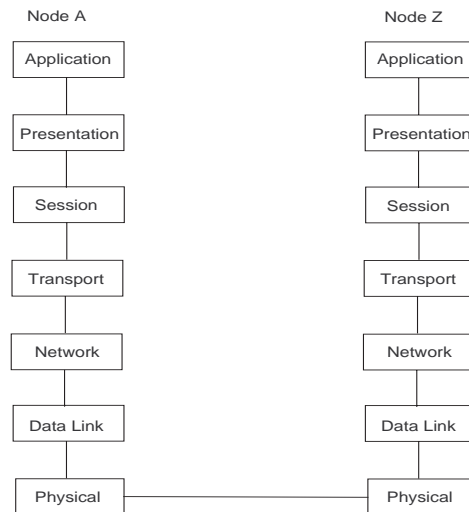 Node A
Node Z
Application
Application
Presentation
Presentation
Session
Session
Transport
Transport
Network
Network
Data Link
Data Link
Physical
Physical